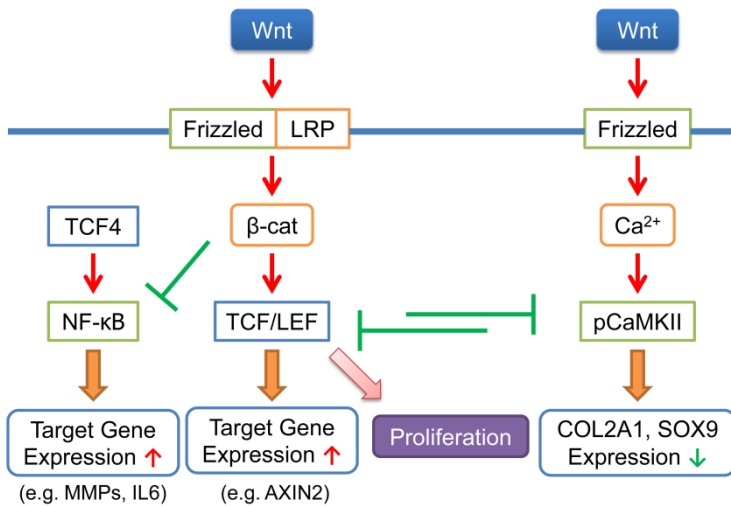 Wnt
Wnt
Frizzled
LRP
Frizzled
TCF4
β-cat
Ca²⁺
NF-κB
TCF/LEF
pCaMKII
Target Gene
Expression ↑
(e.g. MMPs, IL6)
Target Gene
Expression ↑
(e.g. AXIN2)
Proliferation
COL2A1, SOX9
Expression ↓